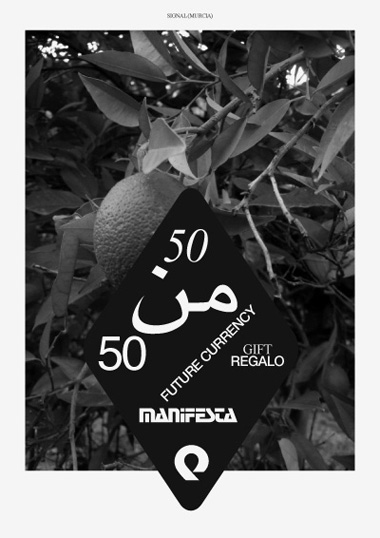 SIGNAL (MURCIA)
50
من
50
FUTURE CURRENCY
GIFT
REGALO
MANIFESTA